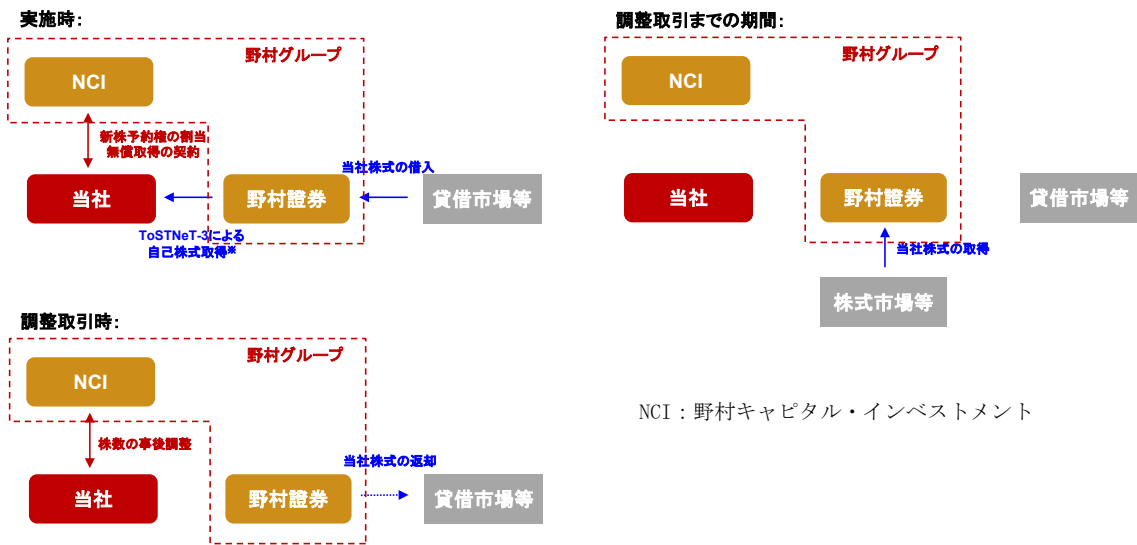 実施時：
野村グループ
NCI
新株予約権の割当
無償取得の契約
当社株式の借入
当社
野村證券
貸借市場等
ToSTNeT-3による
自己株式取得※
調整取引までの期間：
野村グループ
NCI
当社
野村證券
貸借市場等
当社株式の取得
株式市場等
調整取引時：
野村グループ
NCI
株数の事後調整
当社株式の返却
当社
野村證券
貸借市場等
NCI：野村キャピタル・インベストメント